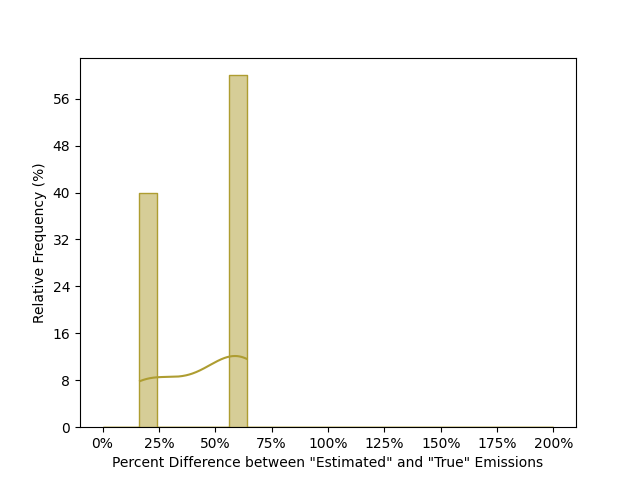 56
48
40
32
24
16
8
0
Relative Frequency (%)
0% 25% 50% 75% 100% 125% 150% 175% 200%
Percent Difference between "Estimated" and "True" Emissions